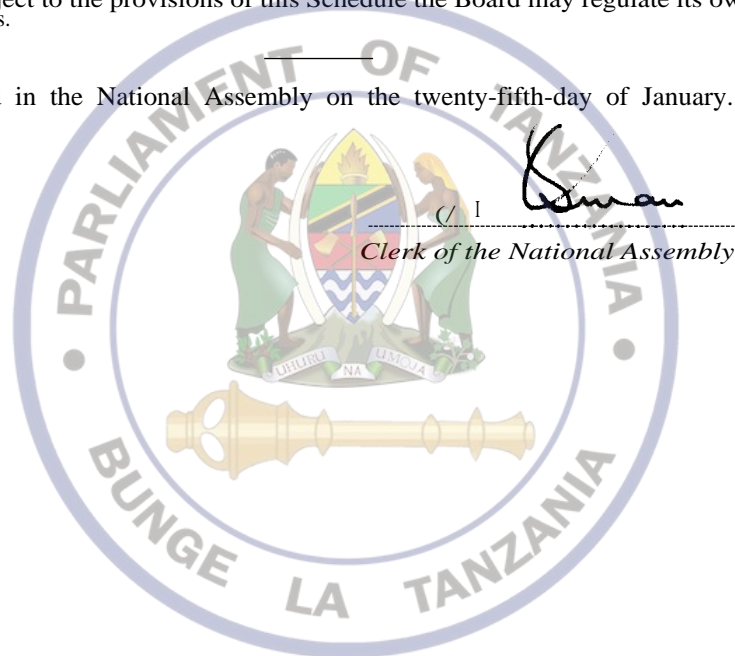 ject to the provisions of this Schedule the Board may regulate its ow
s.
in the National Assembly on the twenty-fifth-day of January.
Clerk of the National Assembly
PARLIAMENT OF TANZANIA
UHURU NA UMOJA
BUNGE LA TANZANIA